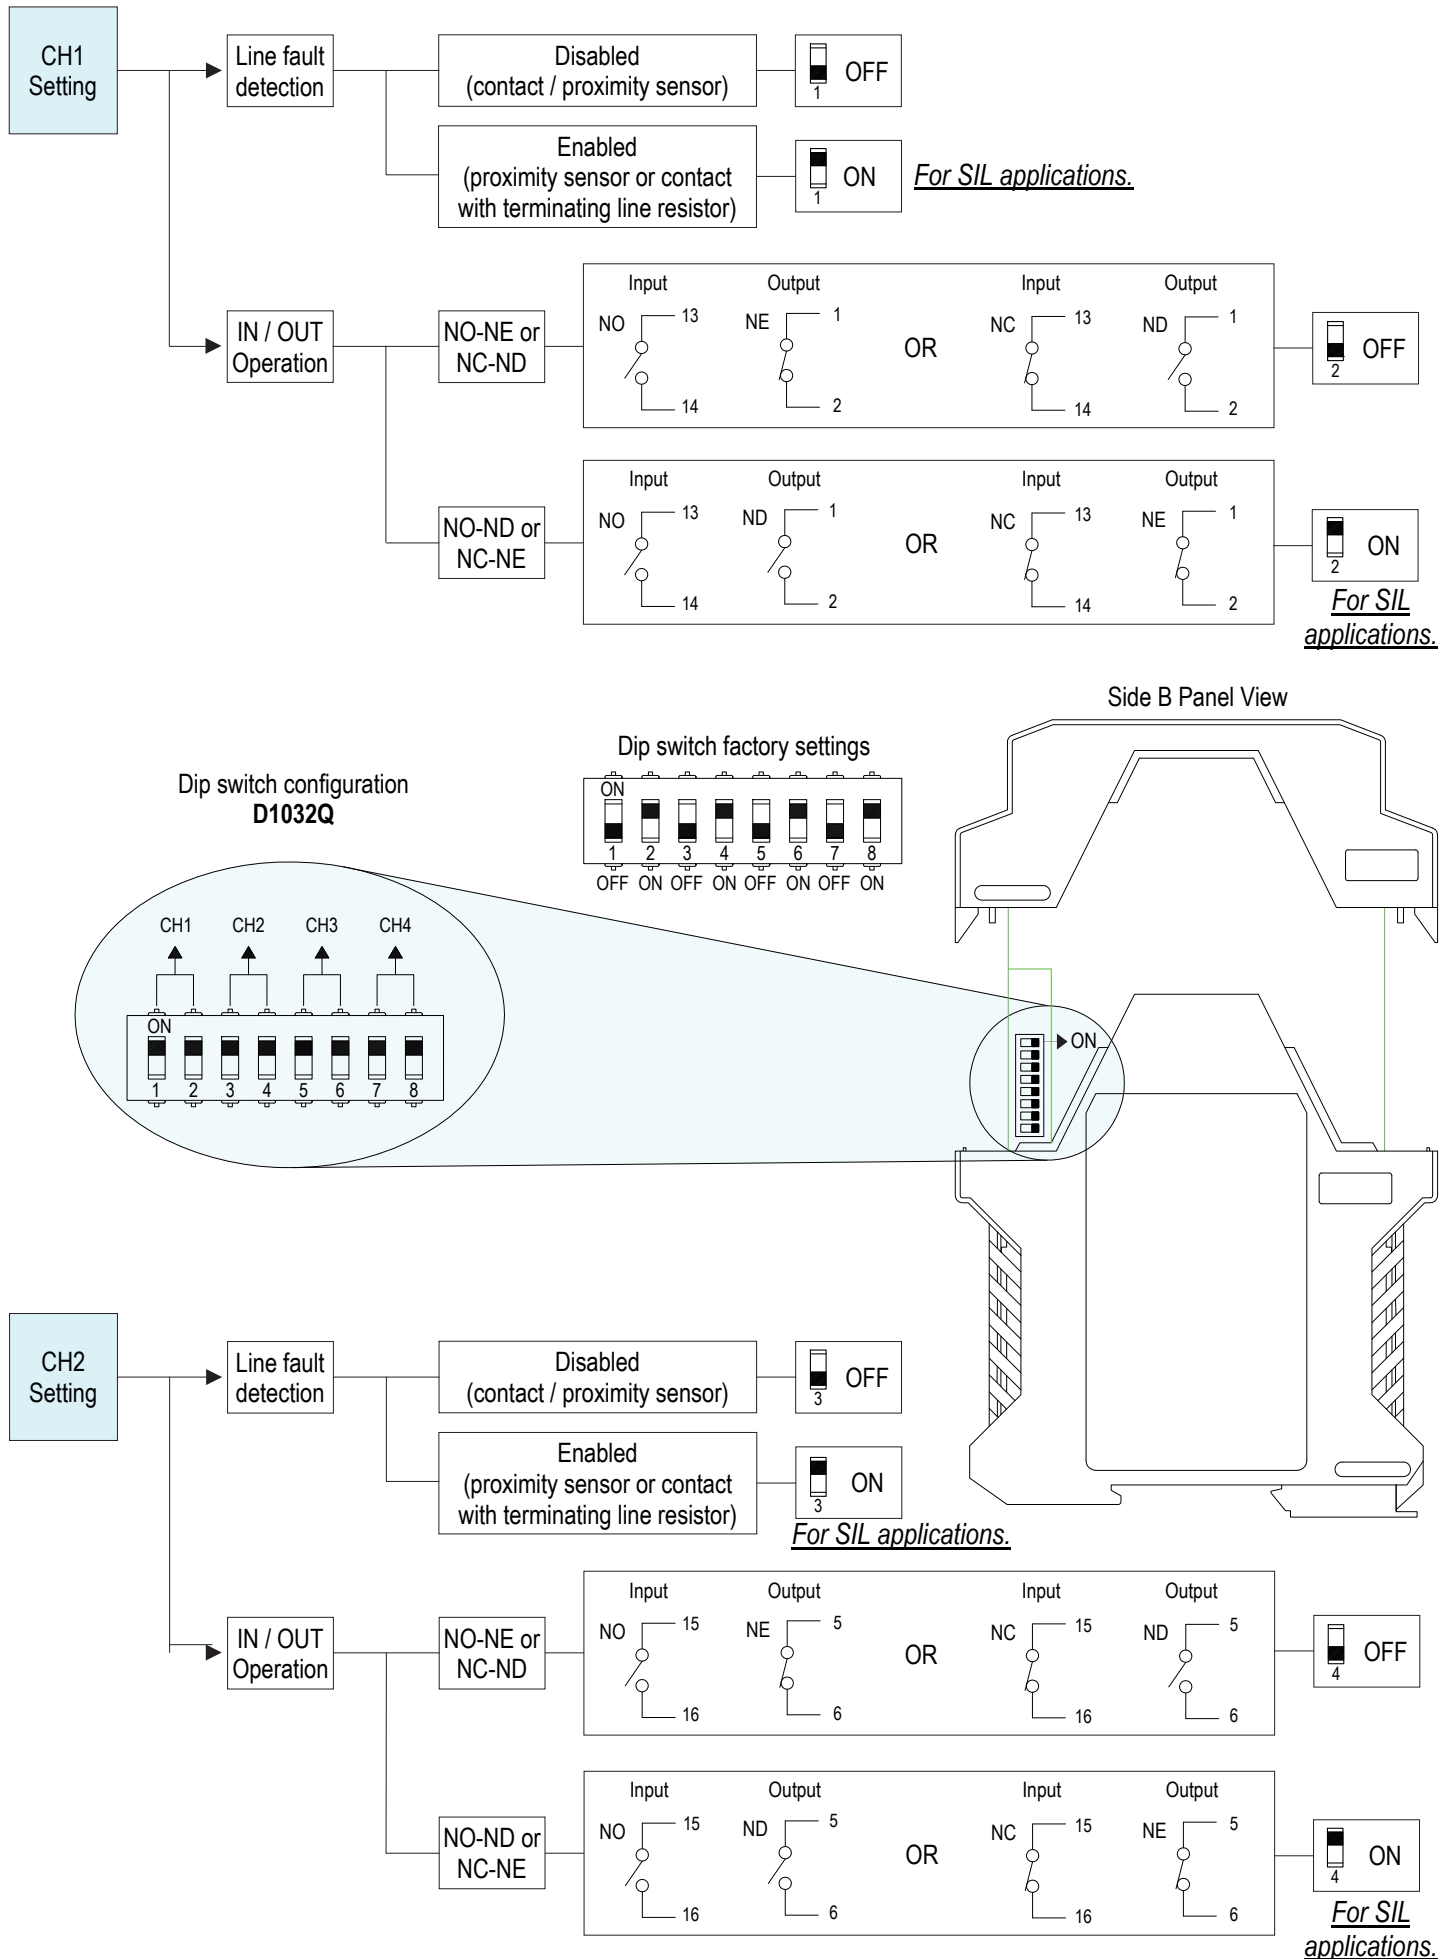 CH1
Setting
Line fault
detection
Disabled
(contact / proximity sensor)
1
OFF
Enabled
(proximity sensor or contact
with terminating line resistor)
1
ON
For SIL applications.
IN / OUT
Operation
NO-NE or
NC-ND
Input Output Input Output
NO 13 NE 1 OR NC 13 ND 1
14 2 14 2
2
OFF
NO-ND or
NC-NE
Input Output Input Output
NO 13 ND 1 OR NC 13 NE 1
14 2 14 2
2
ON
For SIL
applications.
Side B Panel View
Dip switch factory settings
ON
1 2 3 4 5 6 7 8
OFF ON OFF ON OFF ON OFF ON
Dip switch configuration
D1032Q
CH1 CH2 CH3 CH4
ON
1 2 3 4 5 6 7 8
ON
CH2
Setting
Line fault
detection
Disabled
(contact / proximity sensor)
3
OFF
Enabled
(proximity sensor or contact
with terminating line resistor)
3
ON
For SIL applications.
IN / OUT
Operation
NO-NE or
NC-ND
Input Output Input Output
NO 15 NE 5 OR NC 15 ND 5
16 6 16 6
4
OFF
NO-ND or
NC-NE
Input Output Input Output
NO 15 ND 5 OR NC 15 NE 5
16 6 16 6
4
ON
For SIL
applications.